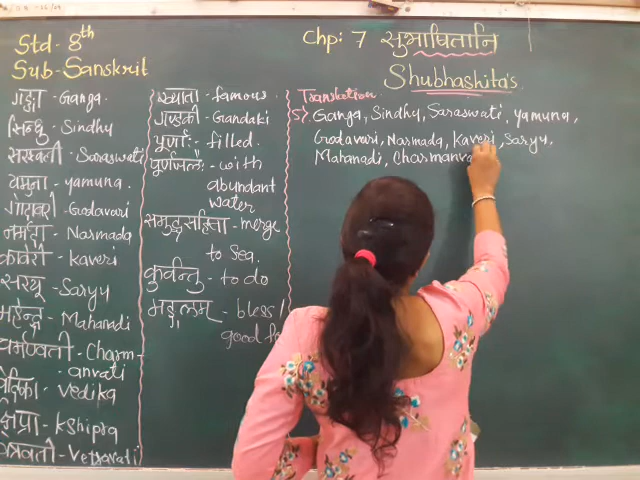 Std- 8th
Sub- Sanskrit
Chp: 7 सुभाषितानि
Shubhashita's.
गङ्गा - Ganga
सिन्धु - Sindhu
सरस्वती - Saraswati
यमुना - yamuna.
गोदावरी - Godavari
नर्मदा - Narmada
कावेरी - Kaveri
सरयू - Saryu
- Mahanadi
चर्मण्वती - Charm-
anvati
वेदिका - vedika
क्षिप्रा - Kshipra
वेत्रवती - Vetravati
ख्याता - famous.
गण्डकी - Gandaki
पूर्णाः - filled.
पूर्णजलैः - with
abundant
water
समुद्रसहिता - merge
to Sea.
कुर्वन्तु - to do
मङ्गलम् - bless
good
Translation
5). Ganga, Sindhu, Saraswati, yamuna,
Godavari, Narmada, Kaveri, Saryu,
Mahanadi, Charmanva